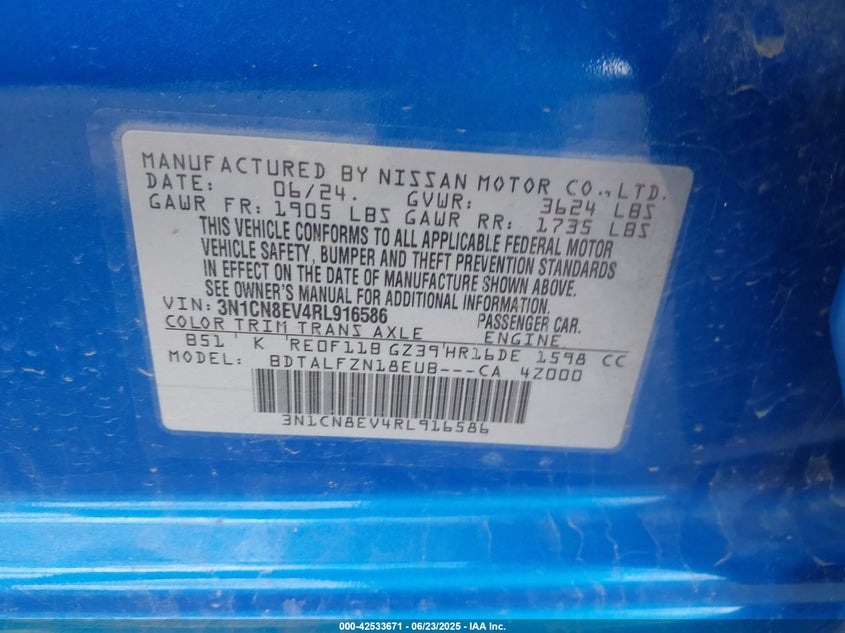 MANUFACTURED BY NISSAN MOTOR CO.,LTD.
DATE: 06/24. GVWR: 3624 LBS
GAWR FR: 1905 LBS GAWR RR: 1735 LBS
THIS VEHICLE CONFORMS TO ALL APPLICABLE FEDERAL MOTOR
VEHICLE SAFETY, BUMPER AND THEFT PREVENTION STANDARDS
IN EFFECT ON THE DATE OF MANUFACTURE SHOWN ABOVE.
SEE OWNER'S MANUAL FOR ADDITIONAL INFORMATION.
VIN: 3N1CN8EV4RL916586 PASSENGER CAR.
COLOR TRIM TRANS AXLE ENGINE
B51 K RE0F11B GZ39 HR16DE 1598 CC
MODEL: BDTALFZN18EUB---CA 42000
3N1CN8EV4RL916586
000-42533671 - 06/23/2025 - IAA Inc.